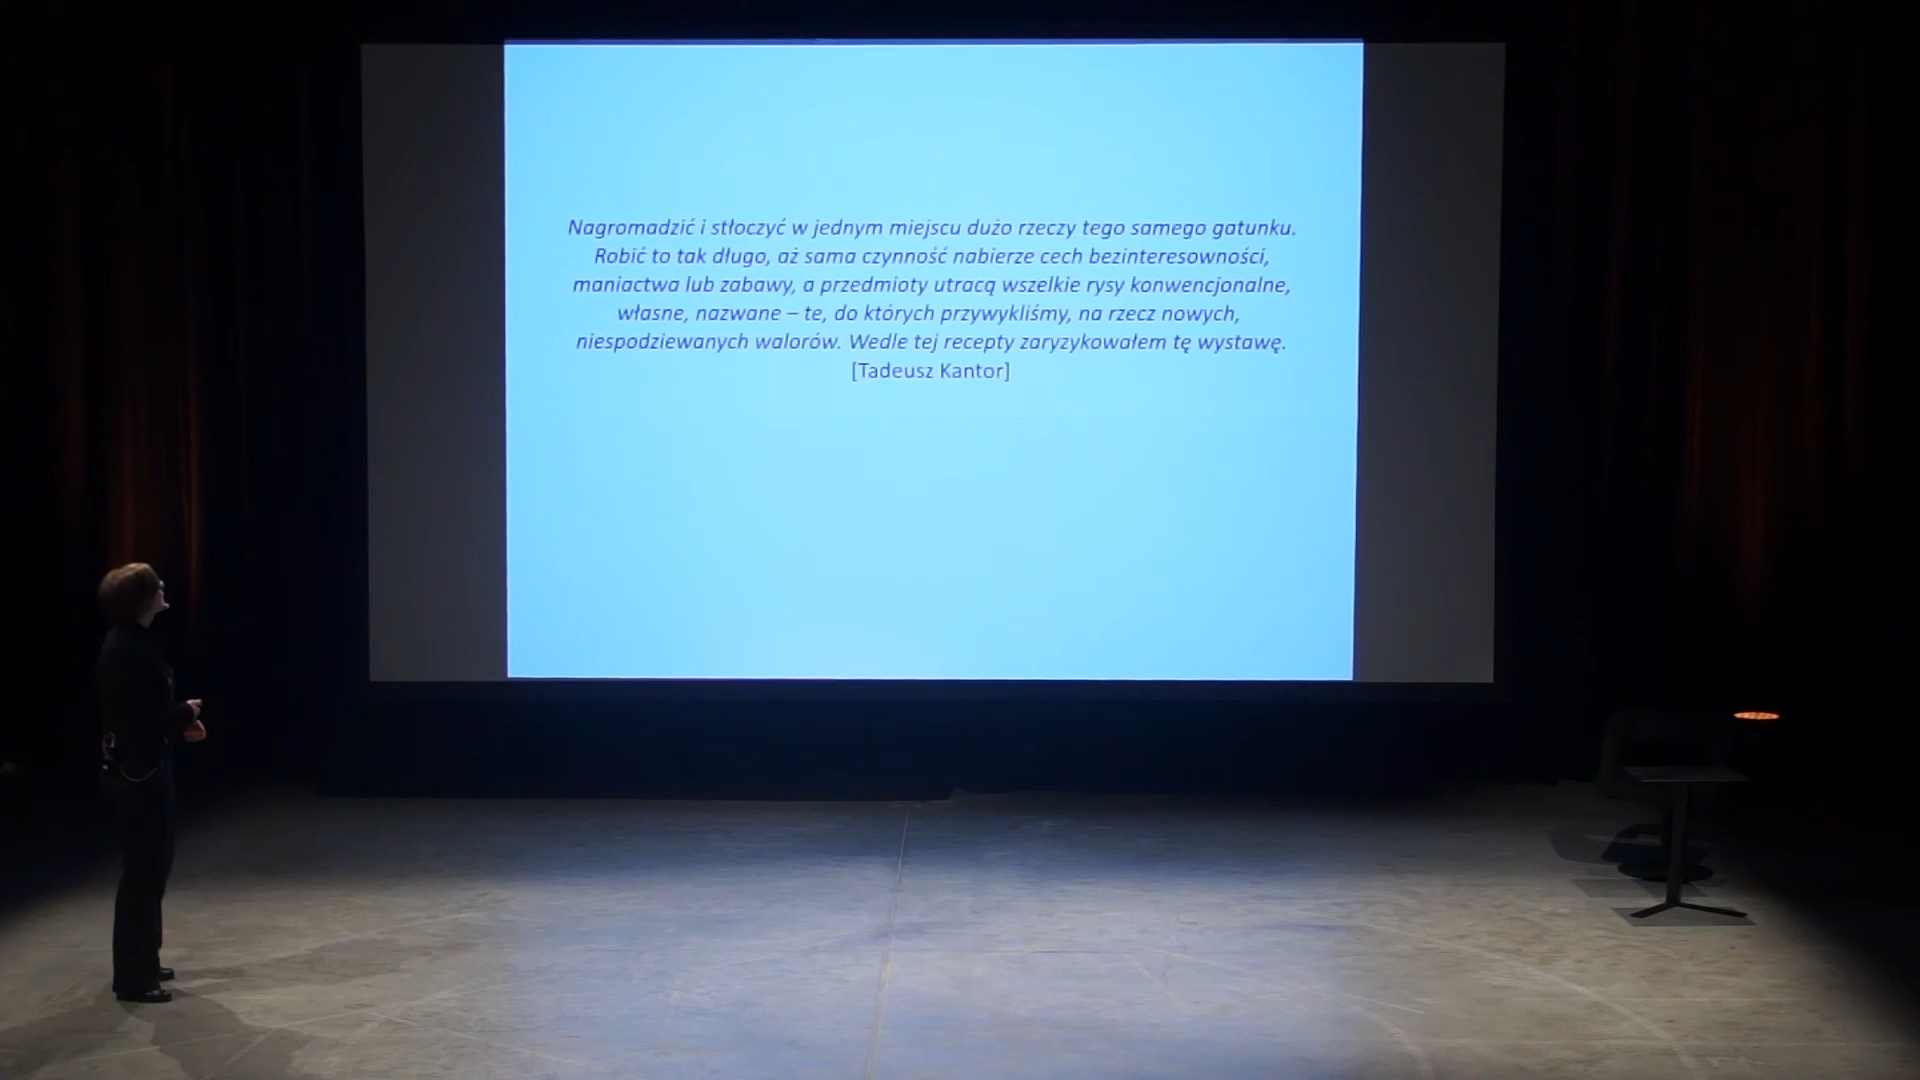 Nagromadzić i stłoczyć w jednym miejscu dużo rzeczy tego samego gatunku.
Robić to tak długo, aż sama czynność nabierze cech bezinteresowności,
maniactwa lub zabawy, a przedmioty utracą wszelkie rysy konwencjonalne,
własne, nazwane – te, do których przywykliśmy, na rzecz nowych,
niespodziewanych walorów. Wedle tej recepty zaryzykowałem tę wystawę.
[Tadeusz Kantor]